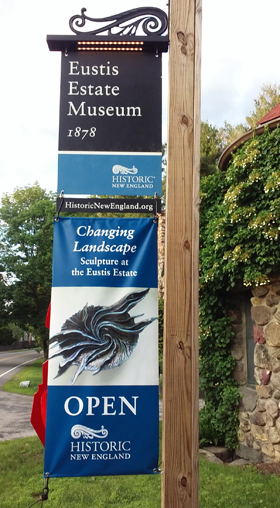 Eustis
Estate
Museum
1878
HISTORIC
NEW ENGLAND
HistoricNewEngland.org
Changing
Landscape
Sculpture at
the Eustis Estate
OPEN
HISTORIC
NEW ENGLAND